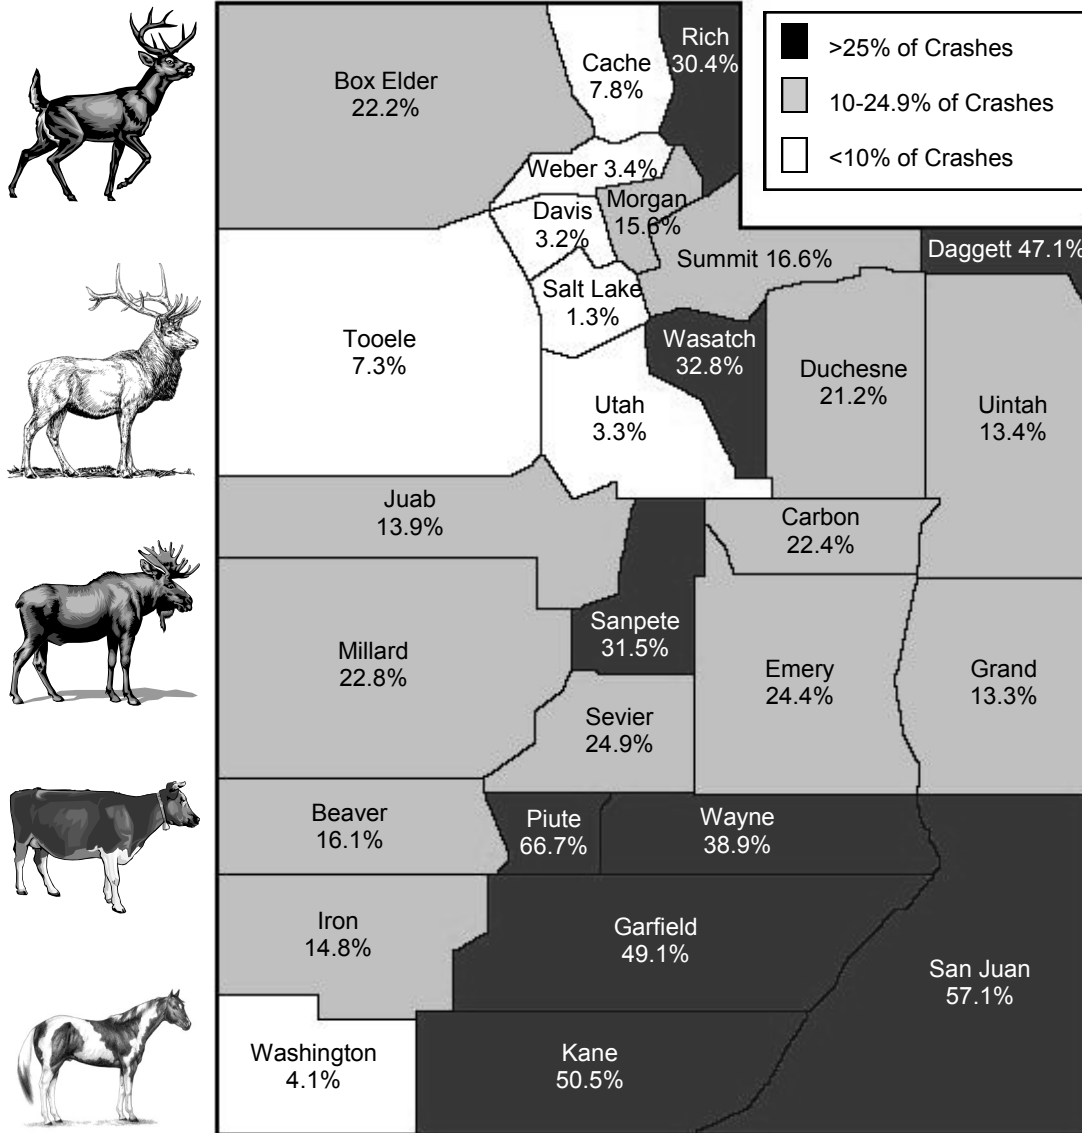 >25% of Crashes
10-24.9% of Crashes
<10% of Crashes
Box Elder
22.2%
Cache
7.8%
Rich
30.4%
Weber 3.4%
Morgan
15.6%
Davis
3.2%
Summit 16.6%
Daggett 47.1%
Salt Lake
1.3%
Tooele
7.3%
Wasatch
32.8%
Duchesne
21.2%
Uintah
13.4%
Utah
3.3%
Juab
13.9%
Carbon
22.4%
Sanpete
31.5%
Millard
22.8%
Emery
24.4%
Grand
13.3%
Sevier
24.9%
Beaver
16.1%
Piute
66.7%
Wayne
38.9%
Iron
14.8%
Garfield
49.1%
San Juan
57.1%
Washington
4.1%
Kane
50.5%